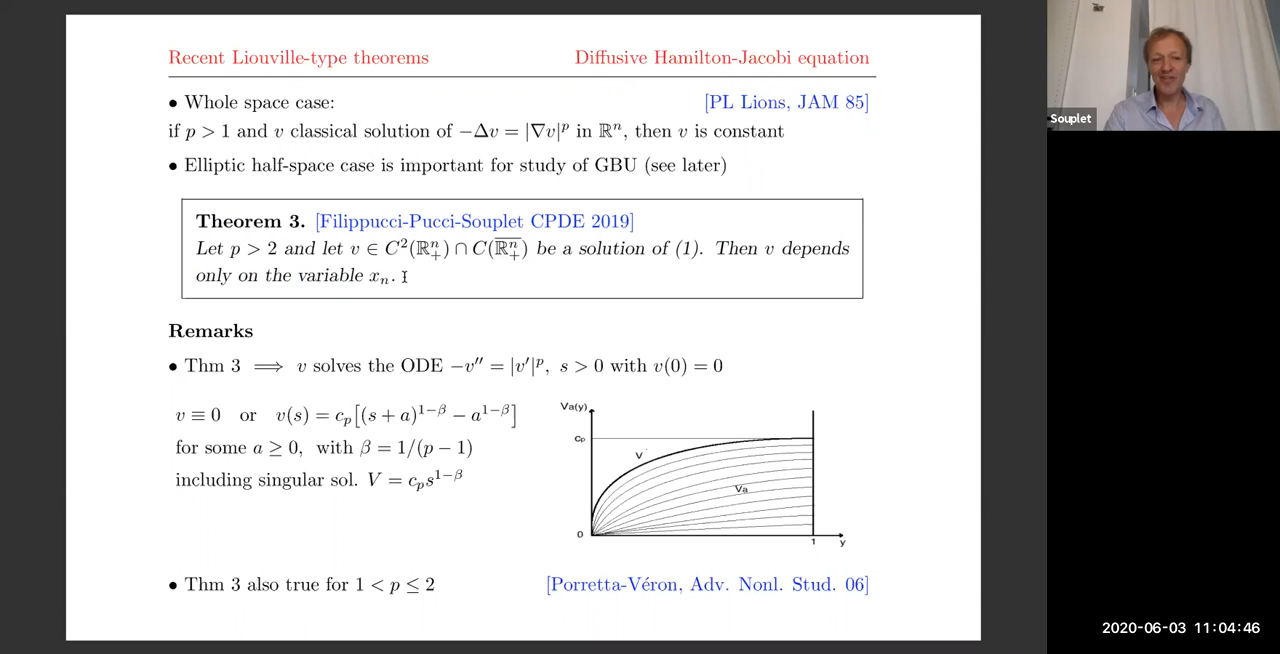 Recent Liouville-type theorems Diffusive Hamilton-Jacobi equation
• Whole space case: [PL Lions, JAM 85]
if p > 1 and v classical solution of −Δv = |∇v|^p in ℝ^n, then v is constant
• Elliptic half-space case is important for study of GBU (see later)
Theorem 3. [Filippucci-Pucci-Souplet CPDE 2019]
Let p > 2 and let v ∈ C²(ℝ^n_+) ∩ C(\overline{ℝ^n_+}) be a solution of (1). Then v depends
only on the variable x_n.
Remarks
• Thm 3 ⟹ v solves the ODE −v″ = |v′|^p, s > 0 with v(0) = 0
v ≡ 0 or v(s) = c_p[(s + a)^{1−β} − a^{1−β}]
for some a ≥ 0, with β = 1/(p − 1)
including singular sol. V = c_p s^{1−β}
Va(y)
cp
V
Va
0
1
y
• Thm 3 also true for 1 < p ≤ 2 [Porretta-Véron, Adv. Nonl. Stud. 06]
Souplet
2020-06-03 11:04:46